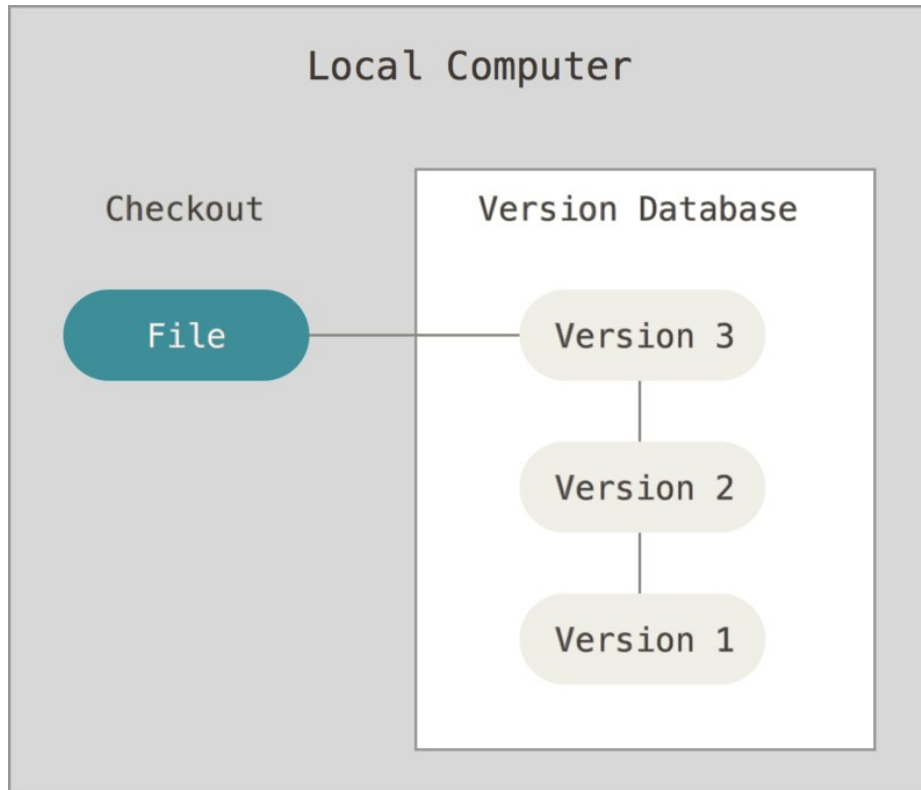 Local Computer
Checkout
Version Database
File
Version 3
Version 2
Version 1